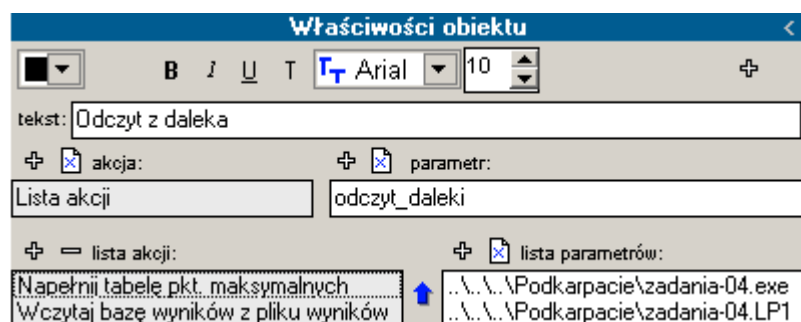 Właściwości obiektu <
B I U T TT Arial 10
tekst: Odczyt z daleka
akcja: parametr:
Lista akcji odczyt_daleki
lista akcji: lista parametrów:
Napełnij tabelę pkt. maksymalnych ..\..\..\Podkarpacie\zadania-04.exe
Wczytaj bazę wyników z pliku wyników ..\..\..\Podkarpacie\zadania-04.LP1